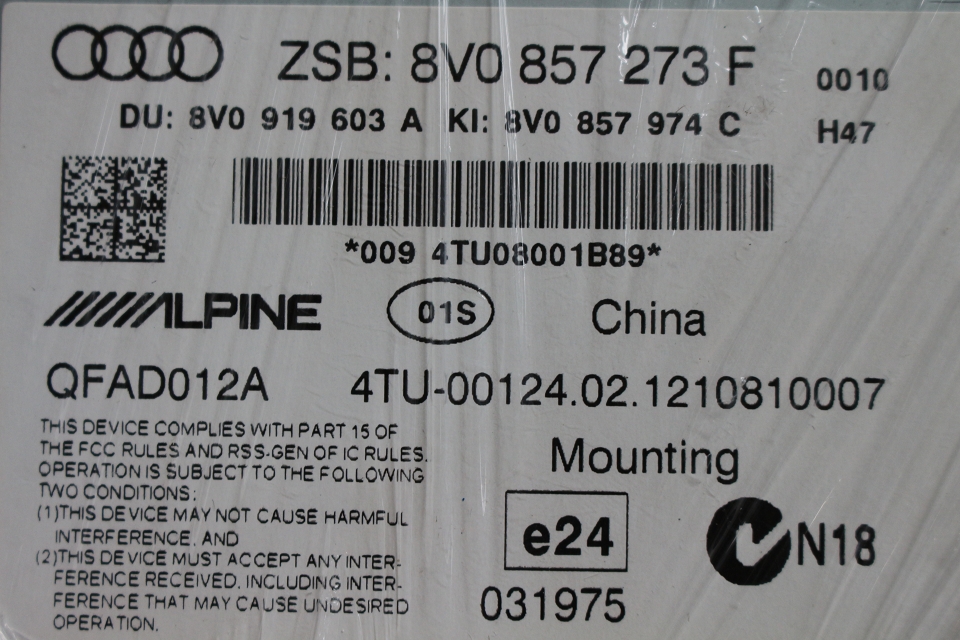 ZSB: 8V0 857 273 F 0010
DU: 8V0 919 603 A KI: 8V0 857 974 C H47
*009 4TU08001B89*
ALPINE 01S China
QFAD012A 4TU-00124.02.1210810007
THIS DEVICE COMPLIES WITH PART 15 OF
THE FCC RULES AND RSS-GEN OF IC RULES.
OPERATION IS SUBJECT TO THE FOLLOWING
TWO CONDITIONS:
(1)THIS DEVICE MAY NOT CAUSE HARMFUL
INTERFERENCE, AND
(2)THIS DEVICE MUST ACCEPT ANY INTER-
FERENCE RECEIVED, INCLUDING INTER-
FERENCE THAT MAY CAUSE UNDESIRED
OPERATION.
Mounting
e24
N18
031975